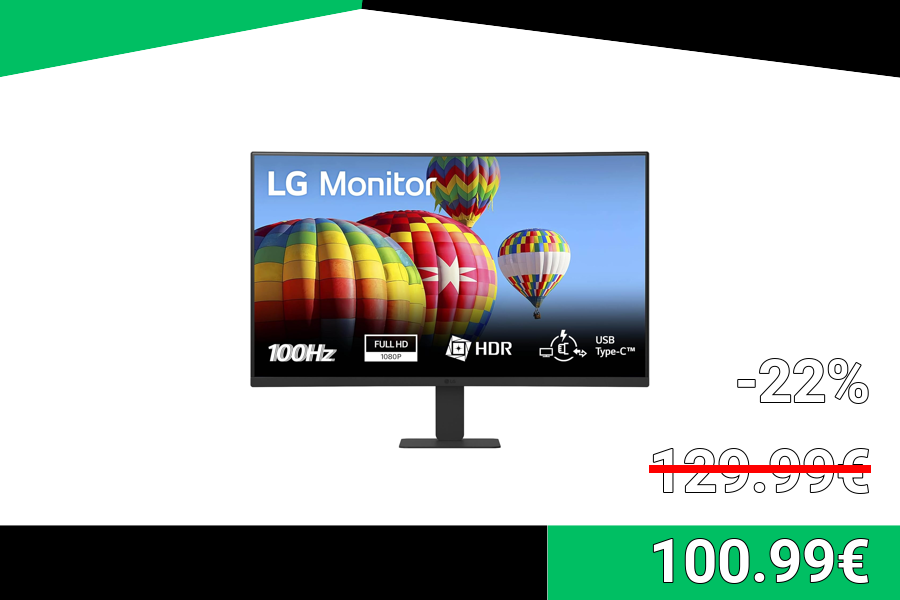 LG Monitor
100Hz
FULL HD
1080P
HDR
USB
Type-C™
-22%
129.99€
100.99€